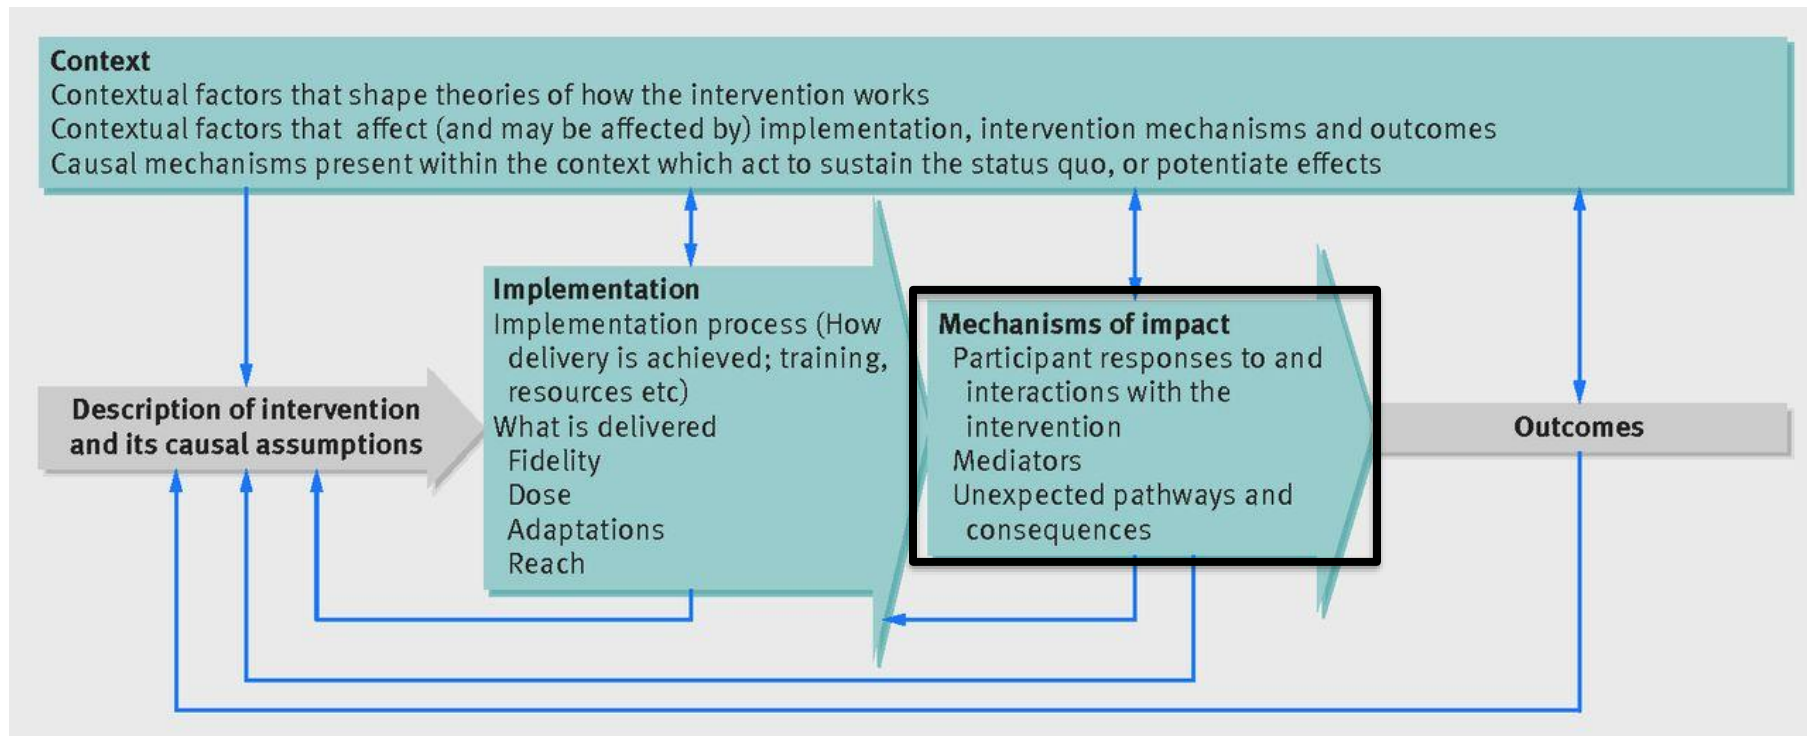 Context
Contextual factors that shape theories of how the intervention works
Contextual factors that affect (and may be affected by) implementation, intervention mechanisms and outcomes
Causal mechanisms present within the context which act to sustain the status quo, or potentiate effects
Description of intervention
and its causal assumptions
Implementation
Implementation process (How
delivery is achieved; training,
resources etc)
What is delivered
Fidelity
Dose
Adaptations
Reach
Mechanisms of impact
Participant responses to and
interactions with the
intervention
Mediators
Unexpected pathways and
consequences
Outcomes